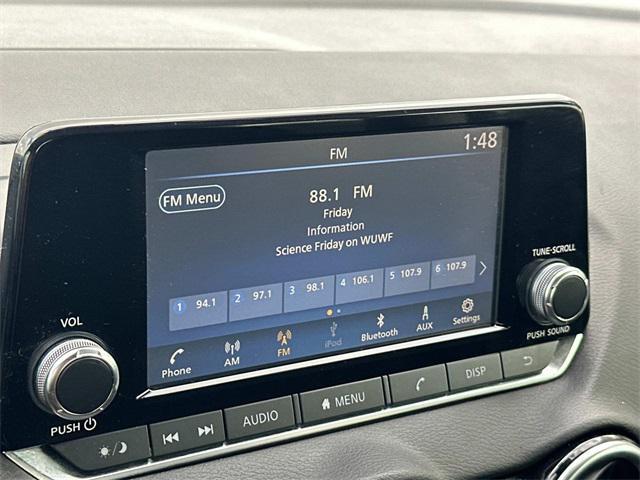 FM 1:48
FM Menu
88.1 FM
Friday
Information
Science Friday on WUWF
1 94.1 2 97.1 3 98.1 4 106.1 5 107.9 6 107.9
Phone AM FM iPod Bluetooth AUX Settings
VOL
PUSH
TUNE·SCROLL
PUSH SOUND
AUDIO MENU DISP